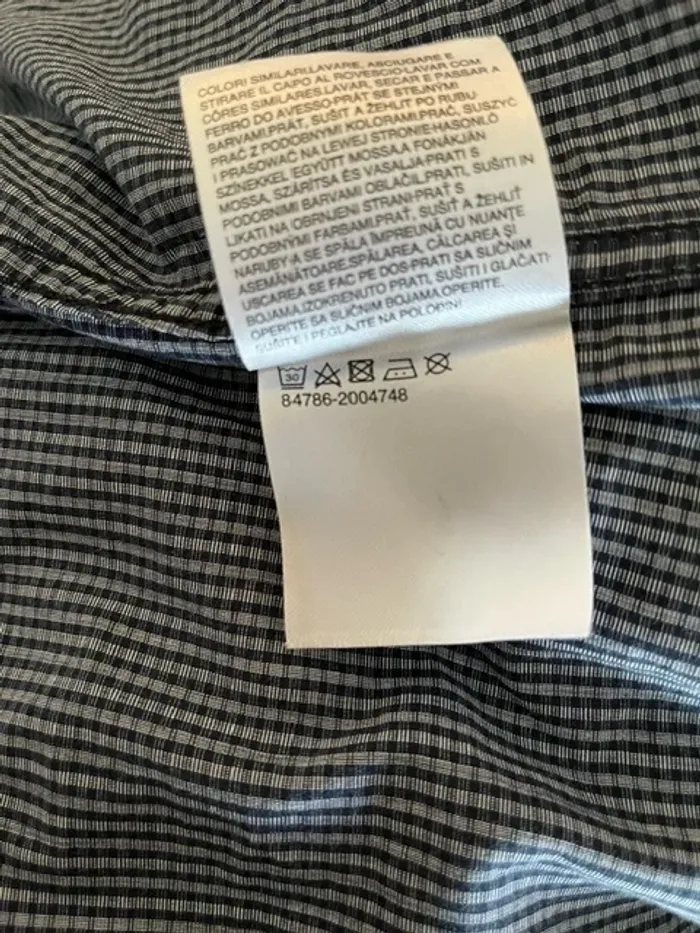 COLORI SIMILARI.LAVARE, ASCIUGARE E
STIRARE IL CAPO AL ROVESCIO-LAVAR COM
CÔRES SIMILARES.LAVAR, SECAR E PASSAR A
FERRO DO AVESSO-PRÁT SE STEJNÝMI
BARVAMI.PRÁT, SUŠIT A ŽEHLIT PO RUBU-
PRAĆ Z PODOBNYMI KOLORAMI.PRAĆ, SUSZYĆ
I PRASOWAĆ NA LEWEJ STRONIE-HASONLÓ
SZÍNEKKEL EGYÜTT MOSSA.A FONÁKJÁN
MOSSA, SZÁRÍTSA ÉS VASALJA-PRATI S
PODOBNIMI BARVAMI OBLAČIL.PRATI, SUŠITI IN
LIKATI NA OBRNJENI STRANI-PRAŤ S
PODOBNÝMI FARBAMI.PRAŤ, SUŠIŤ A ŽEHLIŤ
NARUBY-A SE SPĂLA ÎMPREUNĂ CU NUANȚE
ASEMĂNĂTOARE.SPĂLAREA, CĂLCAREA ȘI
USCAREA SE FAC PE DOS-PRATI SA SLIČNIM
BOJAMA.IZOKRENUTO PRATI, SUŠITI I GLAČATI-
OPERITE SA SLIČNIM BOJAMA.OPERITE,
SUŠITE I PEGLAJTE NA POLOĐINI
30
84786-2004748